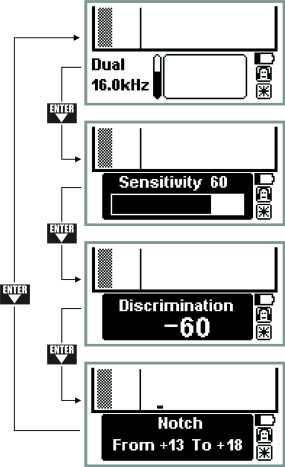 Dual
16.0kHz
ENTER
Sensitivity 60
ENTER
ENTER
Discrimination
-60
ENTER
Notch
From +13 To +18